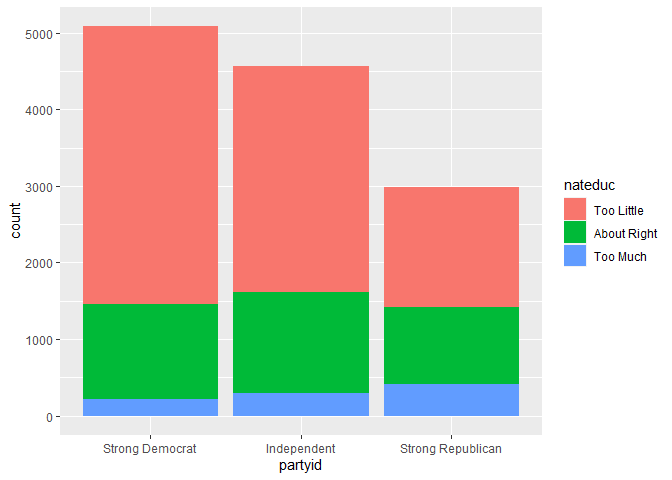 5000
4000
3000
2000
1000
0
count
Strong Democrat
Independent
Strong Republican
partyid
nateduc
Too Little
About Right
Too Much